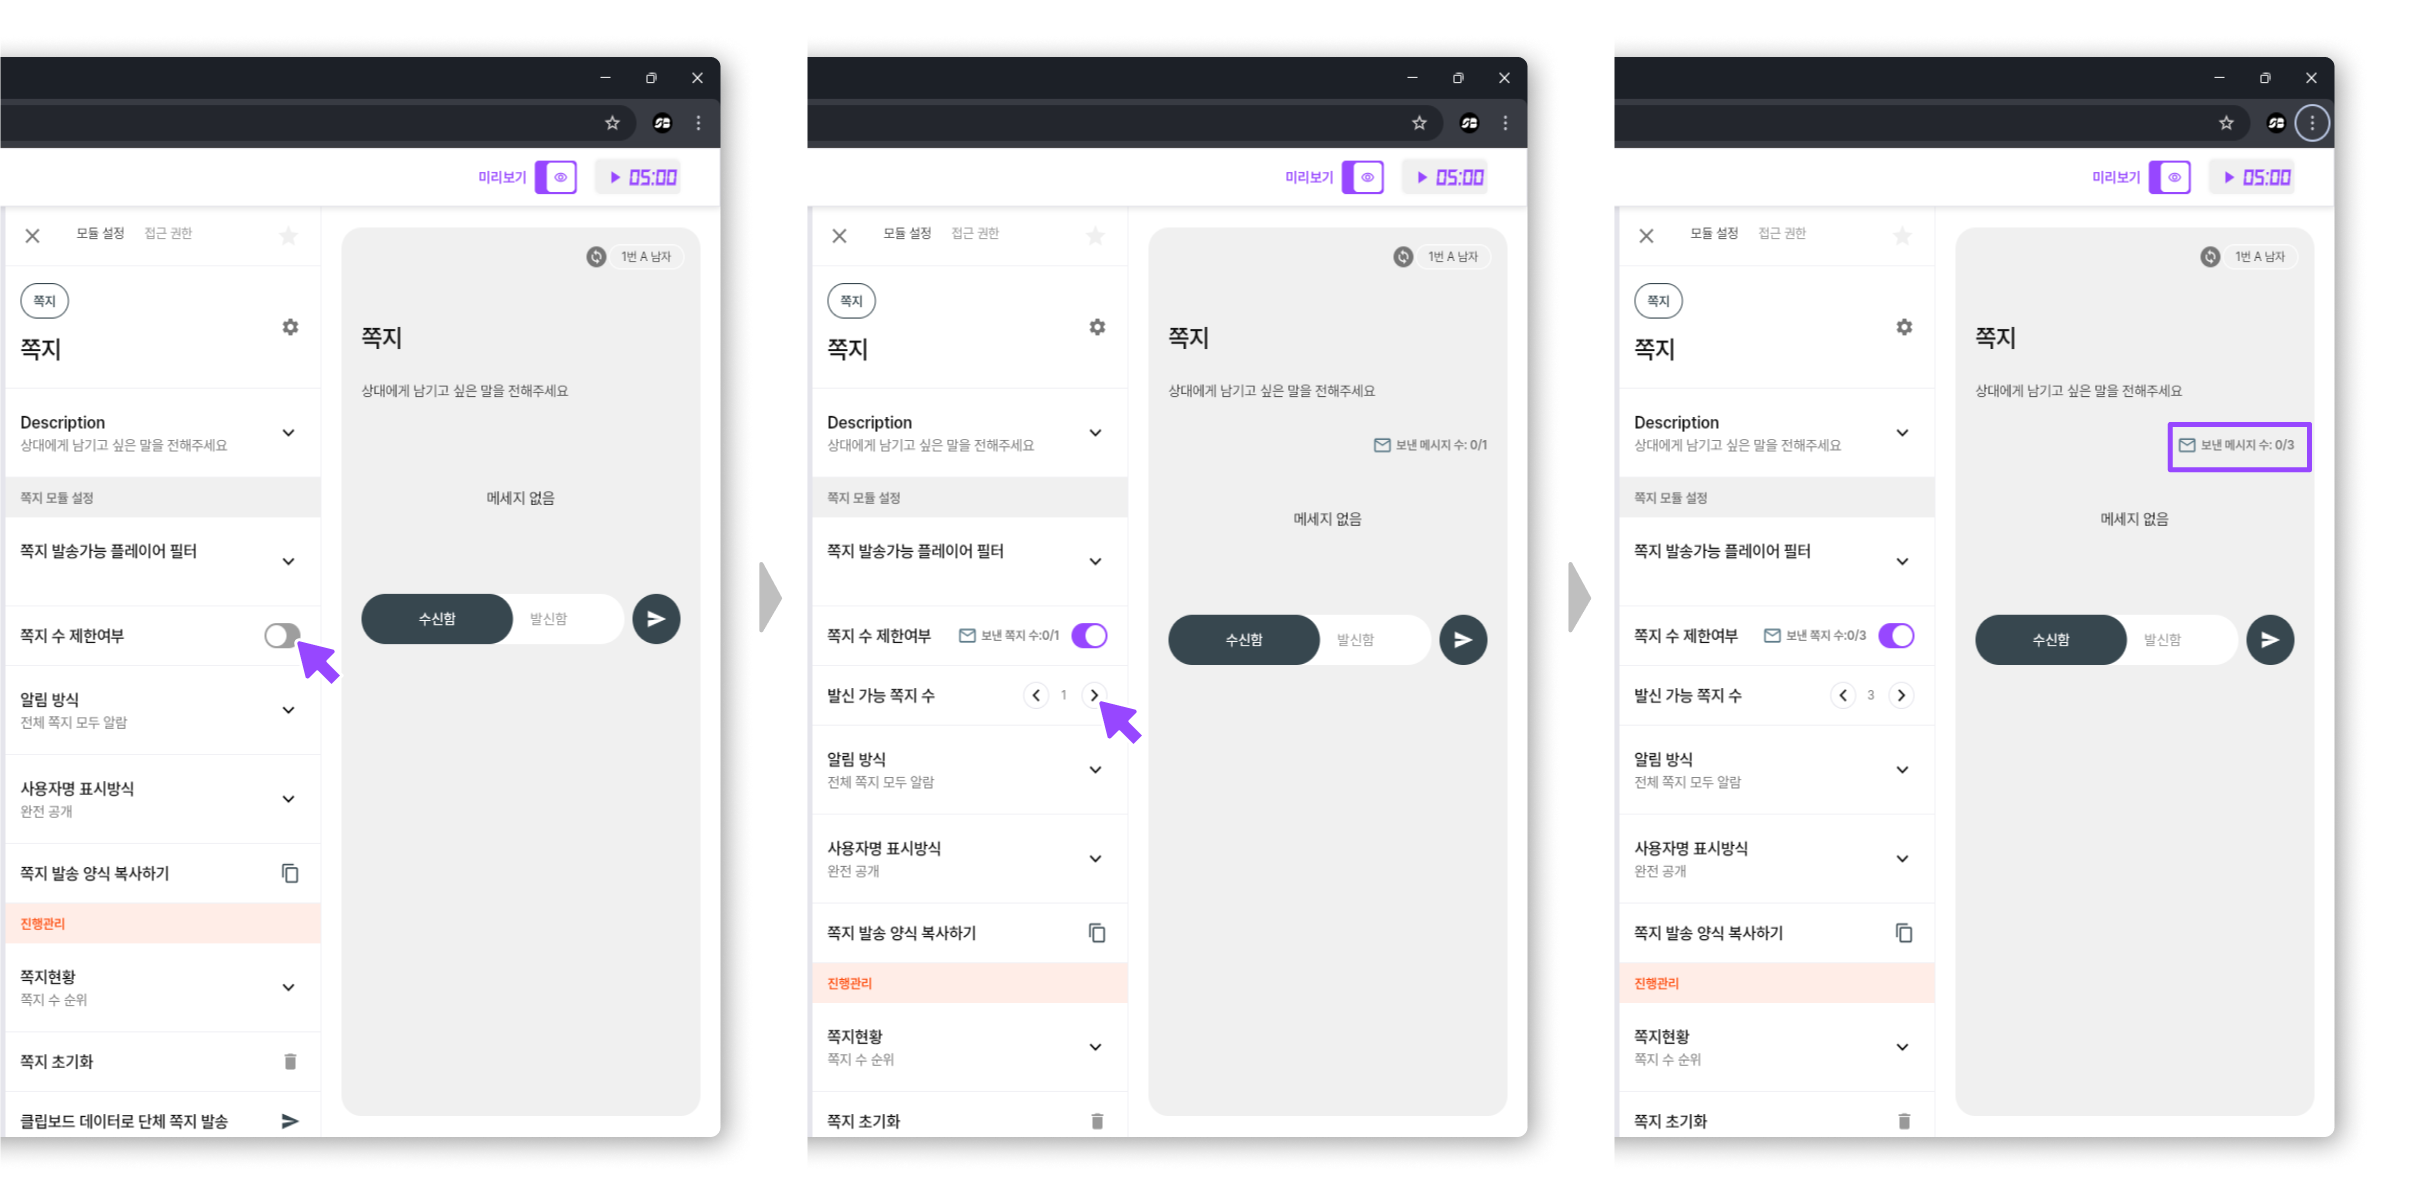 미리보기
05:00
모듈 설정 접근 권한
쪽지
쪽지
Description
상대에게 남기고 싶은 말을 전해주세요
쪽지 모듈 설정
쪽지 발송가능 플레이어 필터
쪽지 수 제한여부
알림 방식
전체 쪽지 모두 알람
사용자명 표시방식
완전 공개
쪽지 발송 양식 복사하기
진행관리
쪽지현황
쪽지 수 순위
쪽지 초기화
클립보드 데이터로 단체 쪽지 발송
1번 A 남자
쪽지
상대에게 남기고 싶은 말을 전해주세요
메세지 없음
수신함 발신함
미리보기
05:00
모듈 설정 접근 권한
쪽지
쪽지
Description
상대에게 남기고 싶은 말을 전해주세요
쪽지 모듈 설정
쪽지 발송가능 플레이어 필터
쪽지 수 제한여부 보낸 쪽지 수:0/1
발신 가능 쪽지 수 1
알림 방식
전체 쪽지 모두 알람
사용자명 표시방식
완전 공개
쪽지 발송 양식 복사하기
진행관리
쪽지현황
쪽지 수 순위
쪽지 초기화
1번 A 남자
쪽지
상대에게 남기고 싶은 말을 전해주세요
보낸 메시지 수: 0/1
메세지 없음
수신함 발신함
미리보기
05:00
모듈 설정 접근 권한
쪽지
쪽지
Description
상대에게 남기고 싶은 말을 전해주세요
쪽지 모듈 설정
쪽지 발송가능 플레이어 필터
쪽지 수 제한여부 보낸 쪽지 수:0/3
발신 가능 쪽지 수 3
알림 방식
전체 쪽지 모두 알람
사용자명 표시방식
완전 공개
쪽지 발송 양식 복사하기
진행관리
쪽지현황
쪽지 수 순위
쪽지 초기화
1번 A 남자
쪽지
상대에게 남기고 싶은 말을 전해주세요
보낸 메시지 수: 0/3
메세지 없음
수신함 발신함